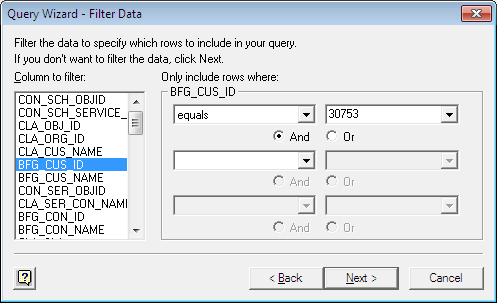 Query Wizard - Filter Data
Filter the data to specify which rows to include in your query.
If you don't want to filter the data, click Next.
Column to filter:
Only include rows where:
CON_SCH_OBJID
CON_SCH_SERVICE_
CLA_OBJ_ID
CLA_ORG_ID
CLA_CUS_NAME
BFG_CUS_ID
BFG_CUS_NAME
CON_SER_OBJID
CLA_SER_CON_NAM
BFG_CON_ID
BFG_CON_NAME
BFG_CUS_ID
equals 30753
And Or
And Or
And Or
?
< Back Next > Cancel